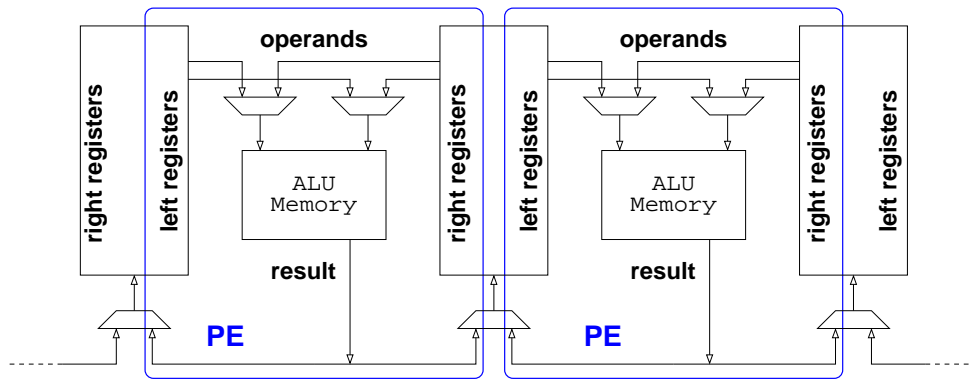 operands
operands
right registers
left registers
right registers
left registers
right registers
left registers
ALU
Memory
ALU
Memory
result
result
PE
PE